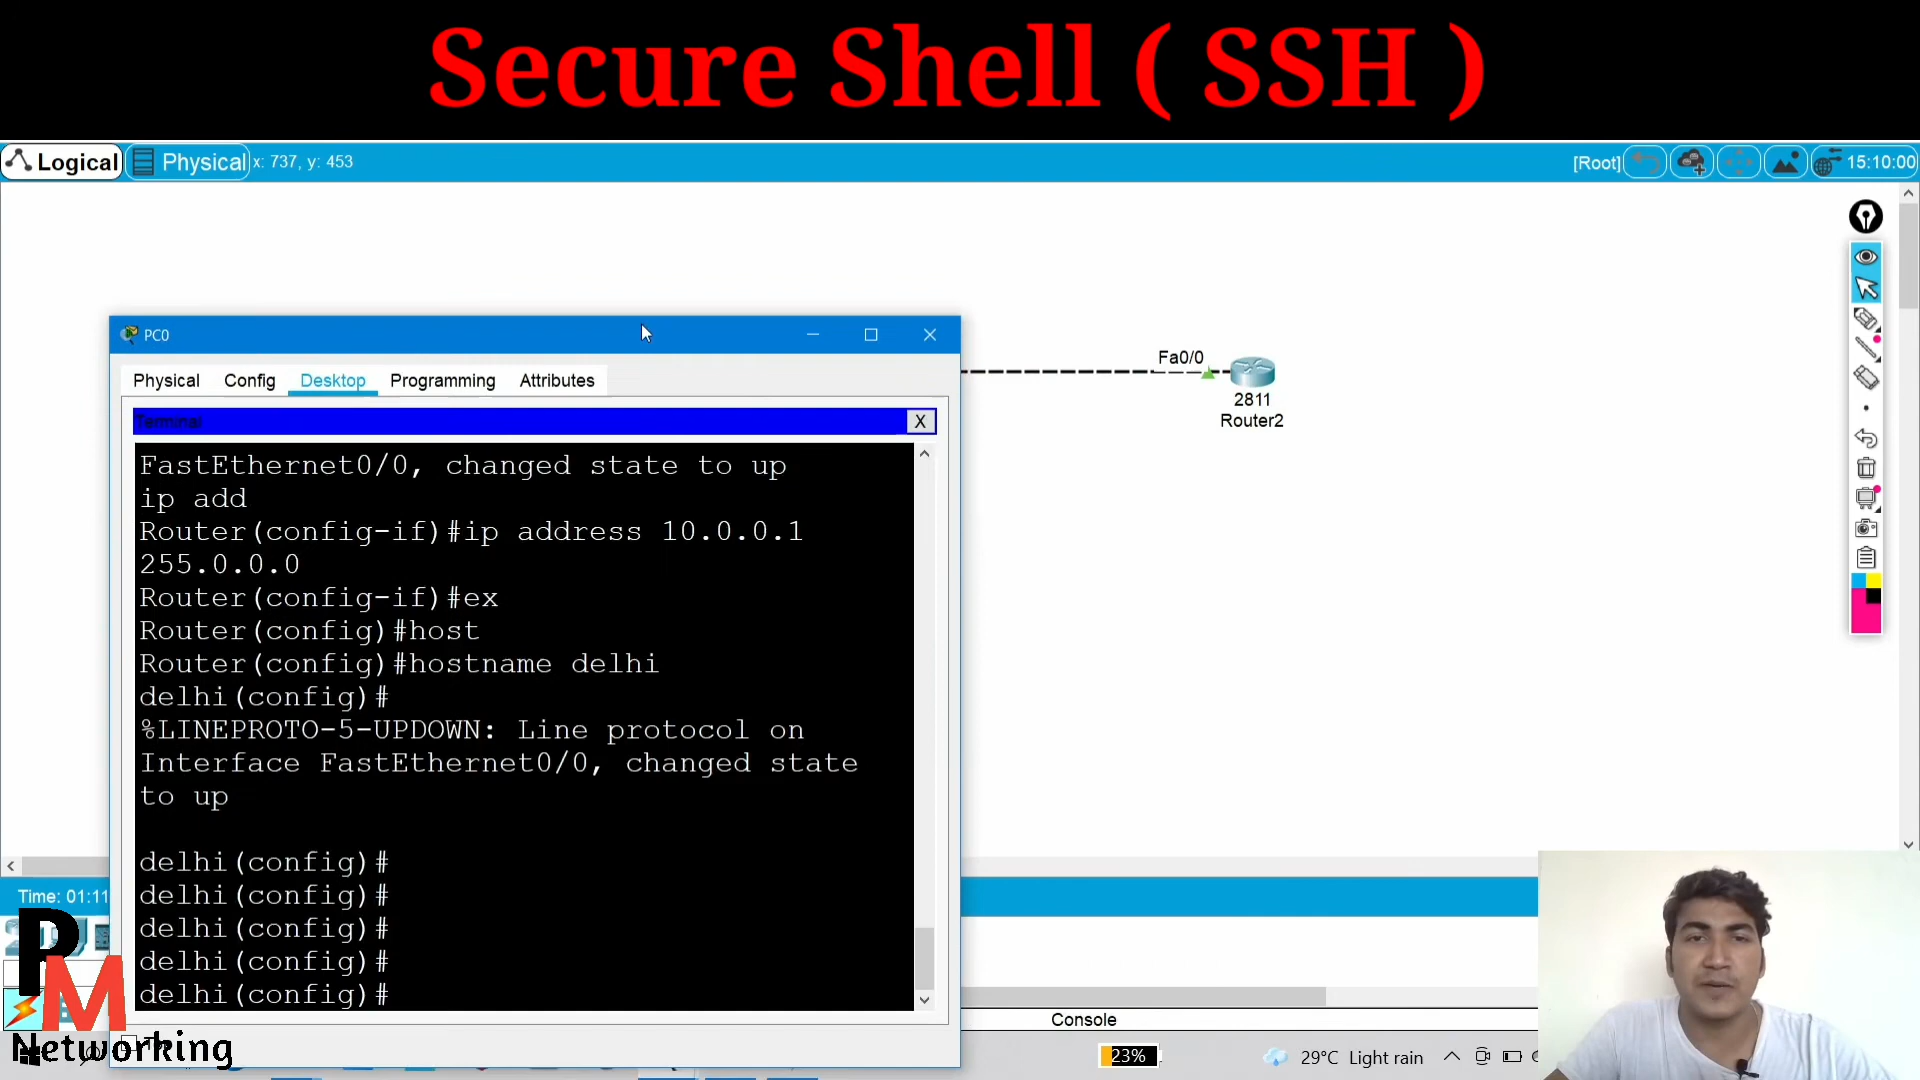 Secure Shell ( SSH )
Logical
Physical
x: 737, y: 453
[Root]
15:10:00
PC0
Physical
Config
Desktop
Programming
Attributes
Terminal
X
FastEthernet0/0, changed state to up
ip add
Router(config-if)#ip address 10.0.0.1
255.0.0.0
Router(config-if)#ex
Router(config)#host
Router(config)#hostname delhi
delhi(config)#
%LINEPROTO-5-UPDOWN: Line protocol on
Interface FastEthernet0/0, changed state
to up
delhi(config)#
delhi(config)#
delhi(config)#
delhi(config)#
delhi(config)#
Fa0/0
2811
Router2
Time: 01:11
PM
Networking
Console
23%
29°C Light rain